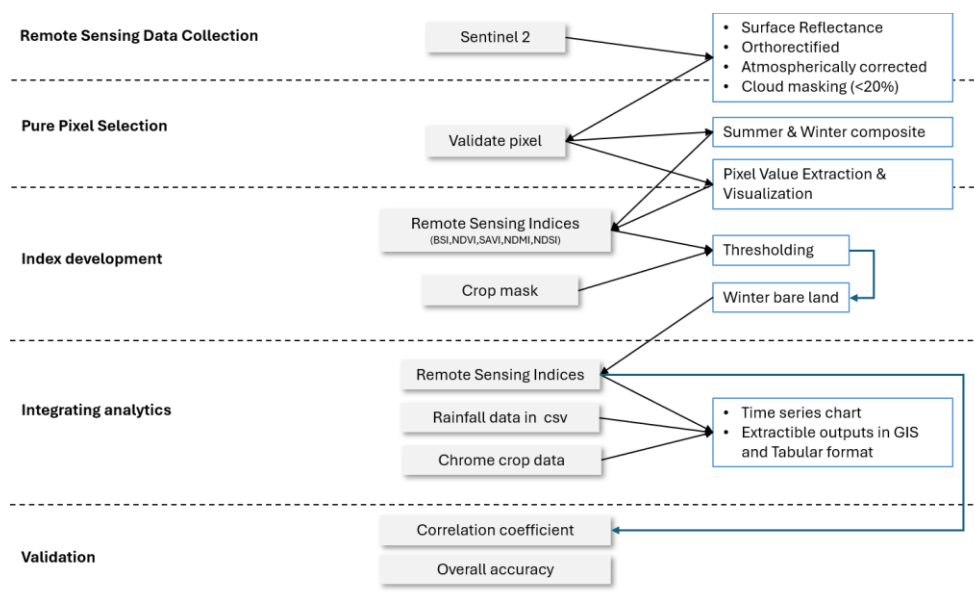 Remote Sensing Data Collection
Sentinel 2
• Surface Reflectance
• Orthorectified
• Atmospherically corrected
• Cloud masking (<20%)
Pure Pixel Selection
Validate pixel
Summer & Winter composite
Pixel Value Extraction &
Visualization
Index development
Remote Sensing Indices
(BSI,NDVI,SAVI,NDMI,NDSI)
Crop mask
Thresholding
Winter bare land
Integrating analytics
Remote Sensing Indices
Rainfall data in csv
Chrome crop data
• Time series chart
• Extractible outputs in GIS
and Tabular format
Validation
Correlation coefficient
Overall accuracy